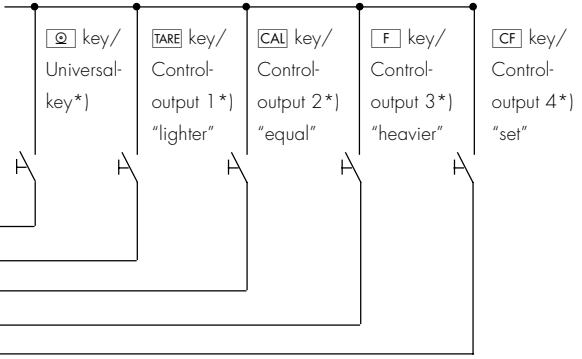 key/
Universal-
key*)
TARE key/
Control-
output 1*)
“lighter”
CAL key/
Control-
output 2*)
“equal”
F key/
Control-
output 3*)
“heavier”
CF key/
Control-
output 4*)
“set”